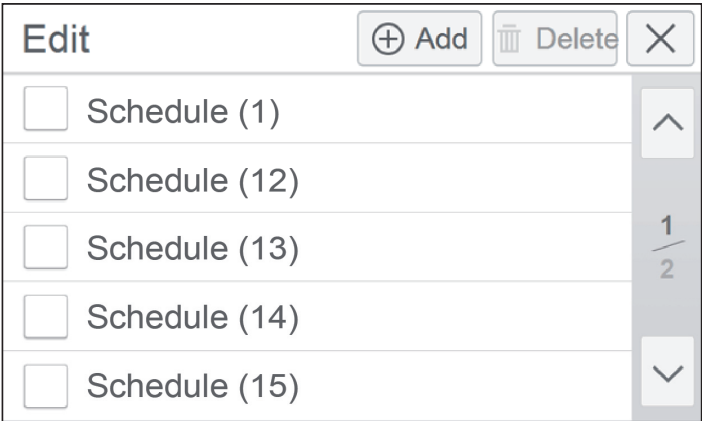 Edit Add Delete
Schedule (1)
Schedule (12)
Schedule (13)
Schedule (14)
Schedule (15)
1
2